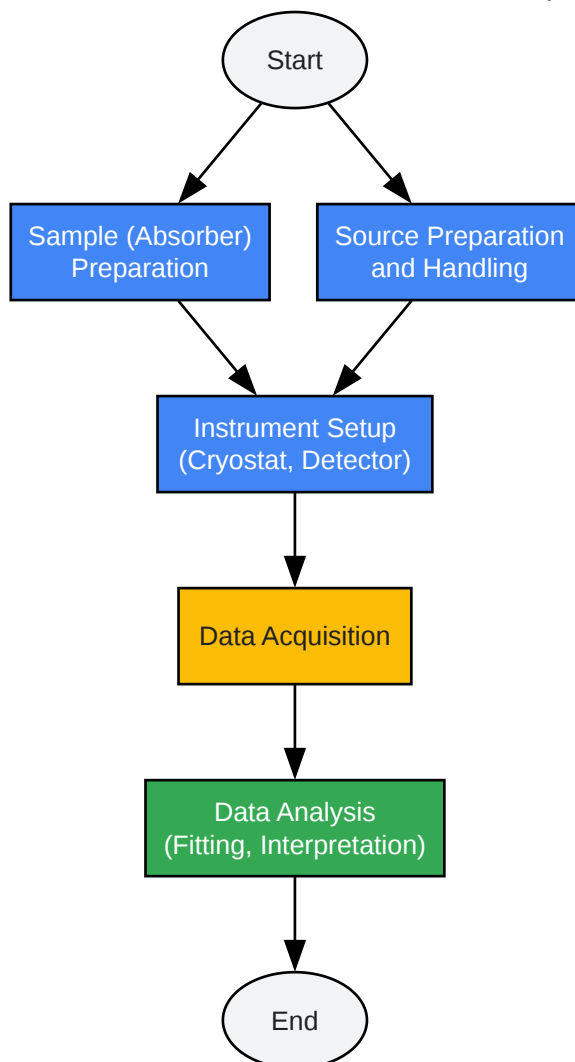 Start
Sample (Absorber)
Preparation
Source Preparation
and Handling
Instrument Setup
(Cryostat, Detector)
Data Acquisition
Data Analysis
(Fitting, Interpretation)
End